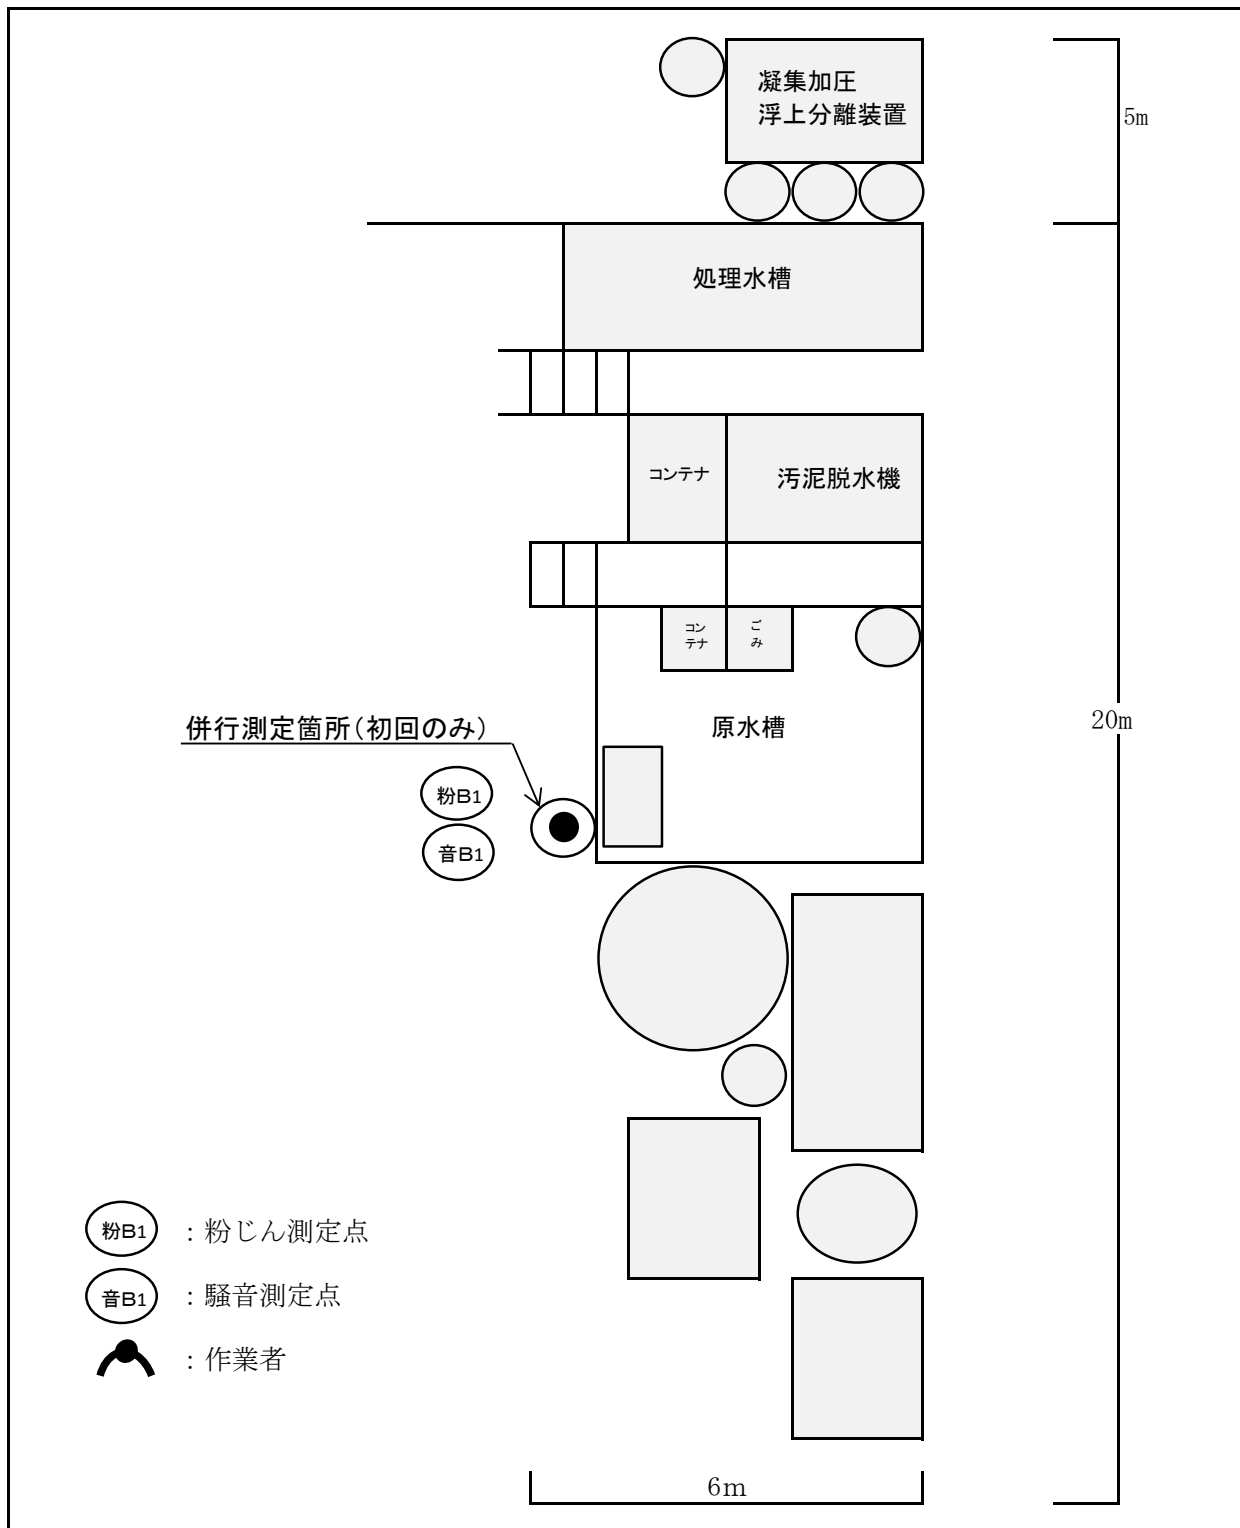 凝集加圧
浮上分離装置
5m
処理水槽
コンテナ
汚泥脱水機
コン
テナ
ご
み
併行測定箇所(初回のみ)
原水槽
20m
粉B1
音B1
粉B1
：粉じん測定点
音B1
：騒音測定点
：作業者
6m